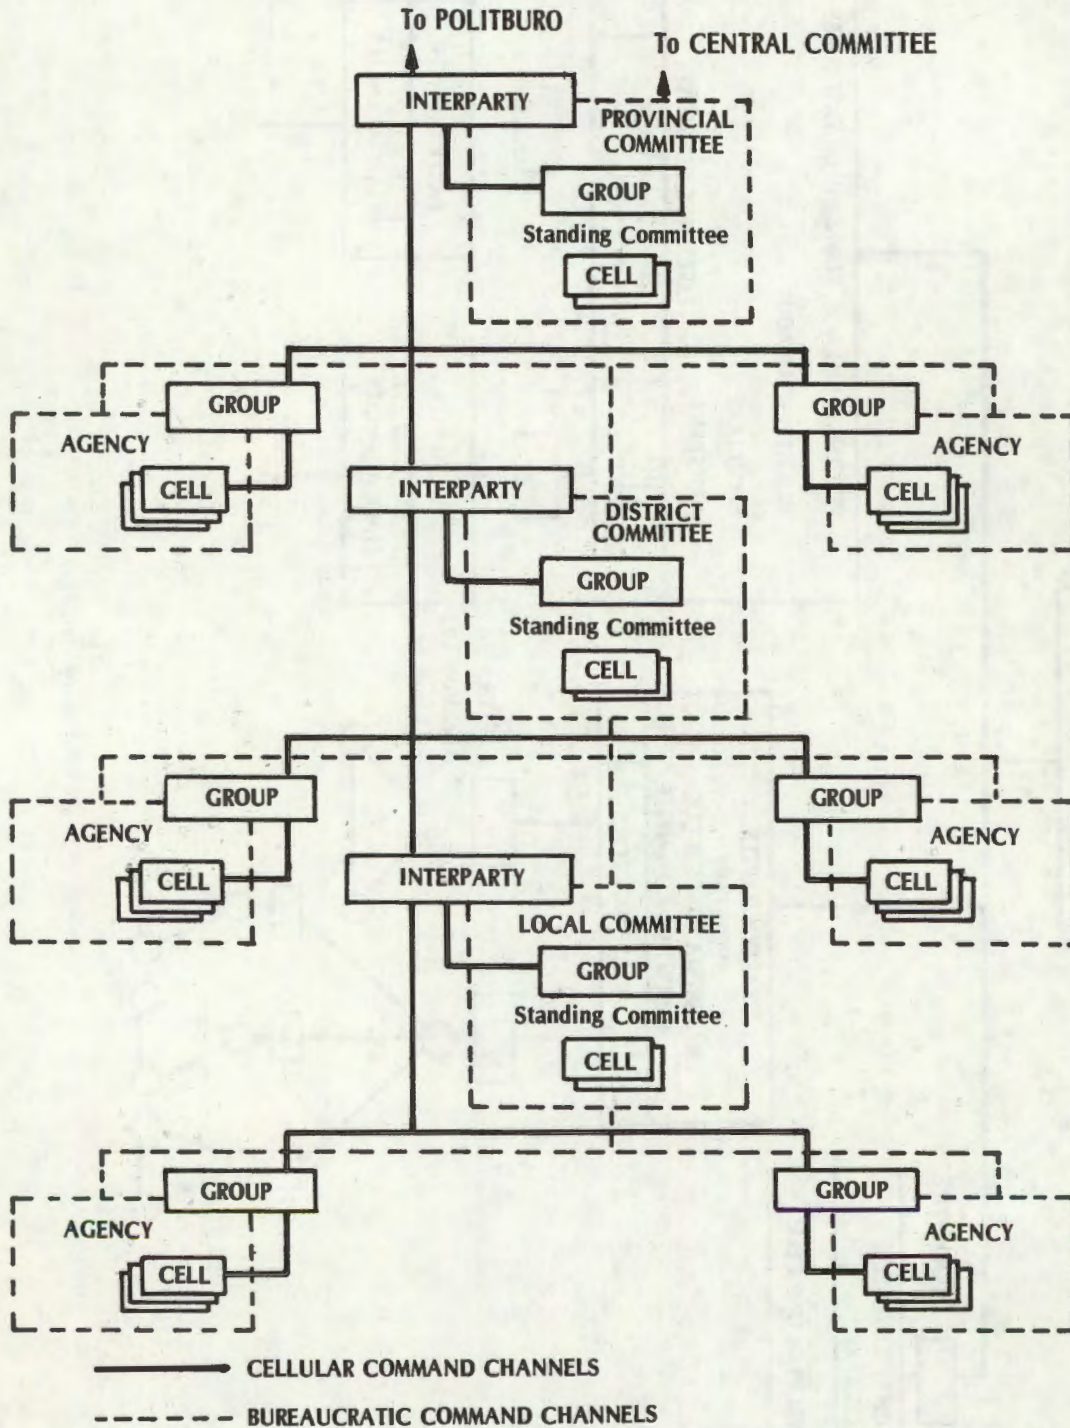 To POLITBURO
To CENTRAL COMMITTEE
INTERPARTY
PROVINCIAL
COMMITTEE
GROUP
Standing Committee
CELL
GROUP
AGENCY
CELL
GROUP
AGENCY
CELL
INTERPARTY
DISTRICT
COMMITTEE
GROUP
Standing Committee
CELL
GROUP
AGENCY
CELL
GROUP
AGENCY
CELL
INTERPARTY
LOCAL COMMITTEE
GROUP
Standing Committee
CELL
GROUP
AGENCY
CELL
GROUP
AGENCY
CELL
CELLULAR COMMAND CHANNELS
BUREAUCRATIC COMMAND CHANNELS